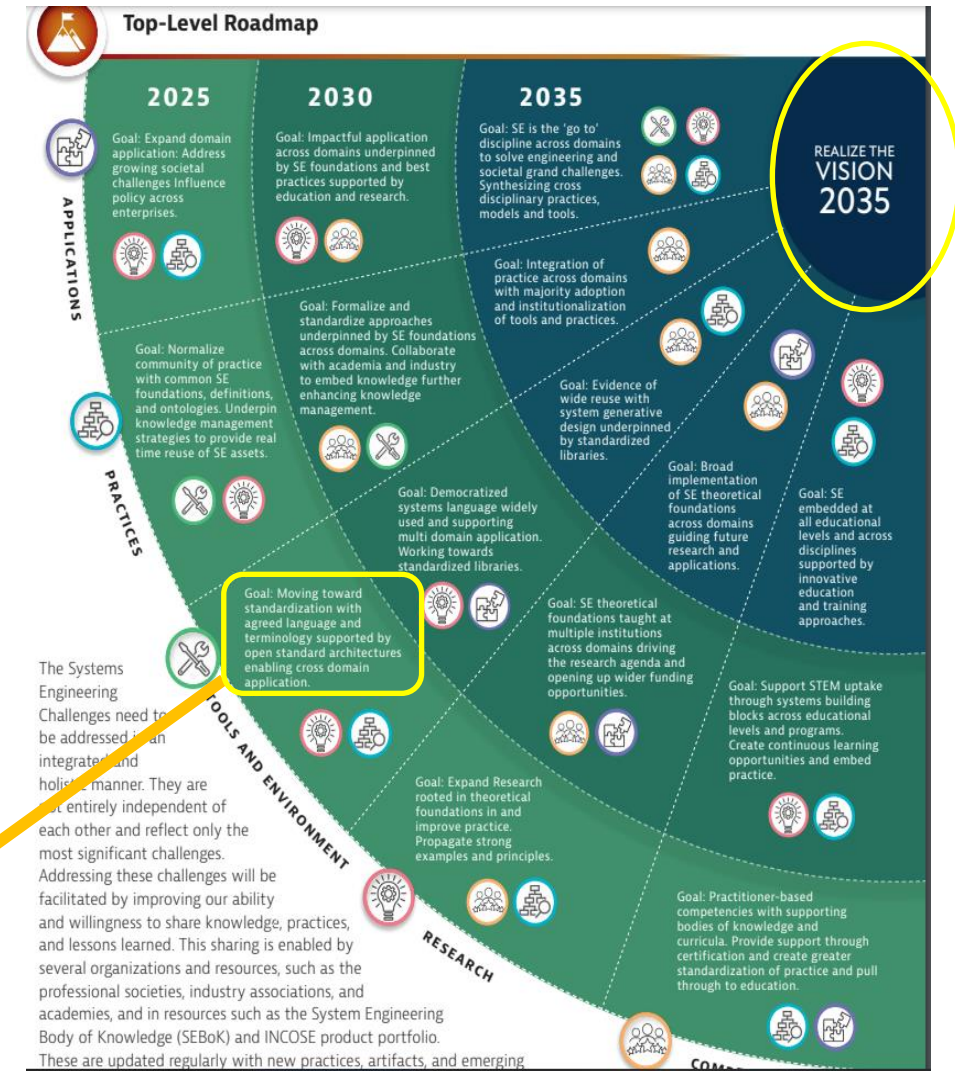 Top-Level Roadmap
2025
2030
2035
REALIZE THE
VISION
2035
APPLICATIONS
Goal: Expand domain
application: Address
growing societal
challenges Influence
policy across
enterprises.
Goal: Impactful application
across domains underpinned
by SE foundations and best
practices supported by
education and research.
Goal: SE is the 'go to'
discipline across domains
to solve engineering and
societal grand challenges.
Synthesizing cross
disciplinary practices,
models and tools.
PRACTICES
Goal: Normalize
community of practice
with common SE
foundations, definitions,
and ontologies. Underpin
knowledge management
strategies to provide real
time reuse of SE assets.
Goal: Formalize and
standardize approaches
underpinned by SE foundations
across domains. Collaborate
with academia and industry
to embed knowledge further
enhancing knowledge
management.
Goal: Integration of
practice across domains
with majority adoption
and institutionalization
of tools and practices.
TOOLS AND ENVIRONMENT
Goal: Moving toward
standardization with
agreed language and
terminology supported by
open standard architectures
enabling cross domain
application.
Goal: Democratized
systems language widely
used and supporting
multi domain application.
Working towards
standardized libraries.
Goal: Evidence of
wide reuse with
system generative
design underpinned
by standardized
libraries.
RESEARCH
Goal: Expand Research
rooted in theoretical
foundations in and
improve practice.
Propagate strong
examples and principles.
Goal: SE theoretical
foundations taught at
multiple institutions
across domains driving
the research agenda and
opening up wider funding
opportunities.
Goal: Broad
implementation
of SE theoretical
foundations
across domains
guiding future
research and
applications.
Goal: Practitioner-based
competencies with supporting
bodies of knowledge and
curricula. Provide support through
certification and create greater
standardization of practice and pull
through to education.
Goal: Support STEM uptake
through systems building
blocks across educational
levels and programs.
Create continuous learning
opportunities and embed
practice.
Goal: SE
embedded at
all educational
levels and across
disciplines
supported by
innovative
education
and training
approaches.
The Systems
Engineering
Challenges need to
be addressed in an
integrated and
holistic manner. They are
not entirely independent of
each other and reflect only the
most significant challenges.
Addressing these challenges will be
facilitated by improving our ability
and willingness to share knowledge, practices,
and lessons learned. This sharing is enabled by
several organizations and resources, such as the
professional societies, industry associations, and
academies, and in resources such as the System Engineering
Body of Knowledge (SEBoK) and INCOSE product portfolio.
These are updated regularly with new practices, artifacts, and emerging